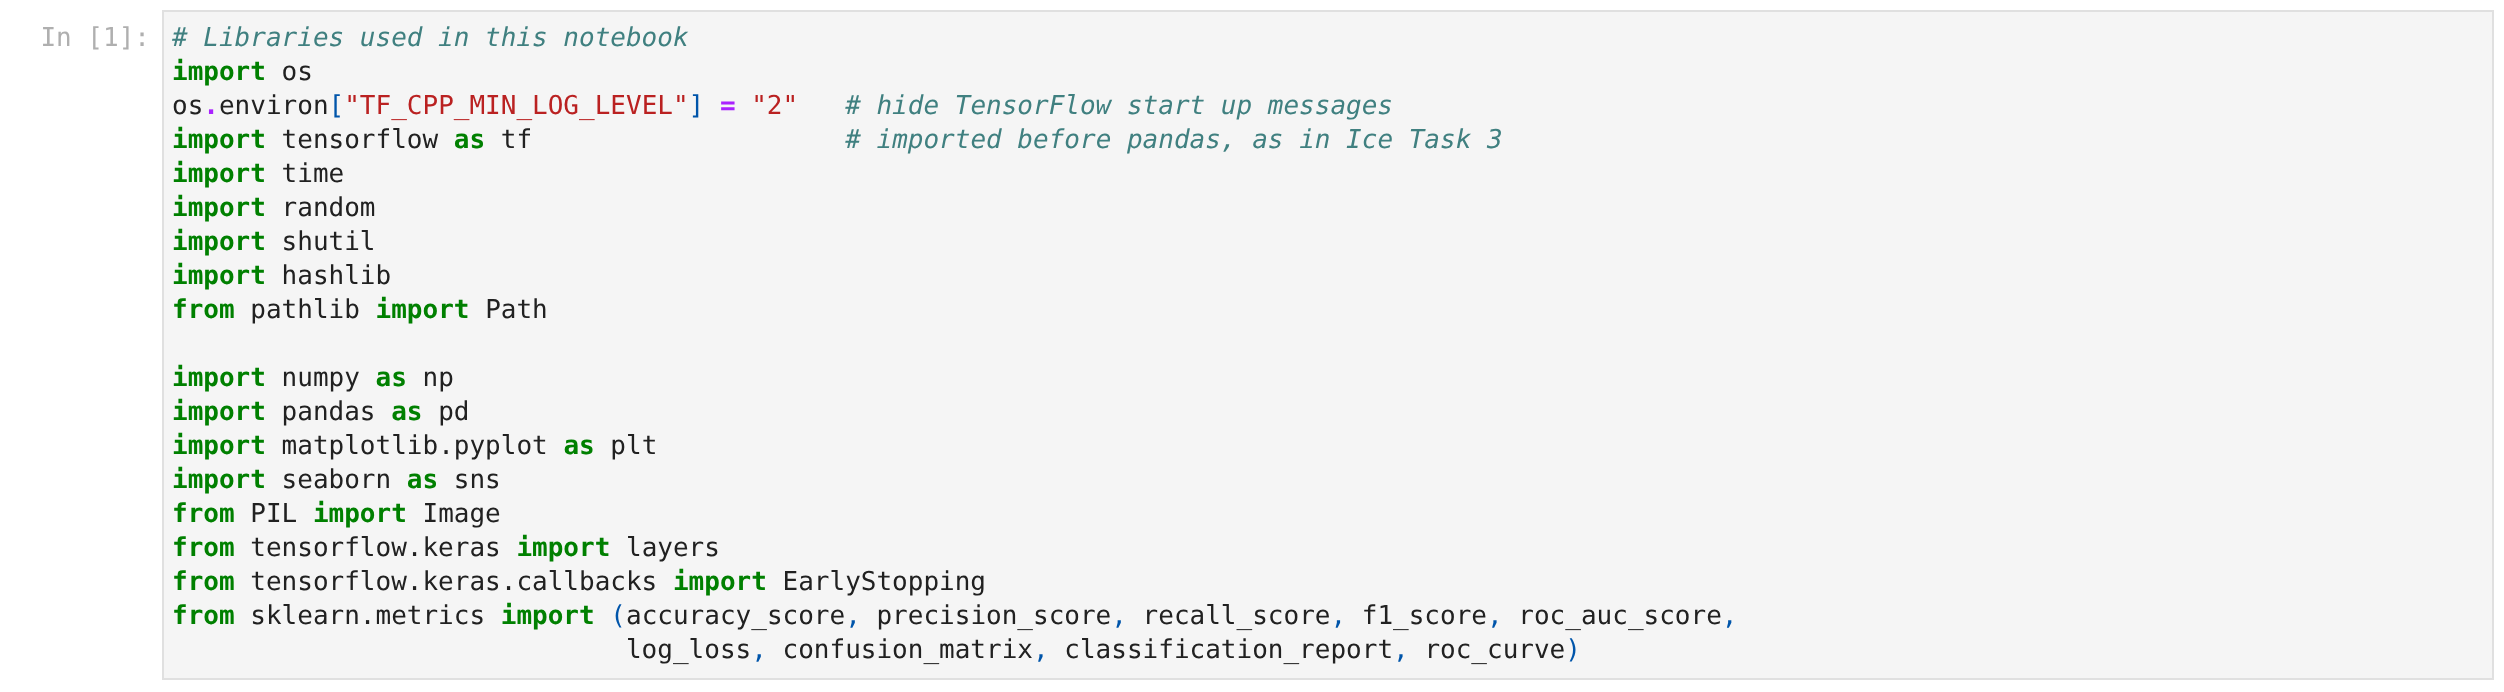 In [1]: # Libraries used in this notebook
import os
os.environ["TF_CPP_MIN_LOG_LEVEL"] = "2"   # hide TensorFlow start up messages
import tensorflow as tf                    # imported before pandas, as in Ice Task 3
import time
import random
import shutil
import hashlib
from pathlib import Path

import numpy as np
import pandas as pd
import matplotlib.pyplot as plt
import seaborn as sns
from PIL import Image
from tensorflow.keras import layers
from tensorflow.keras.callbacks import EarlyStopping
from sklearn.metrics import (accuracy_score, precision_score, recall_score, f1_score, roc_auc_score,
                             log_loss, confusion_matrix, classification_report, roc_curve)